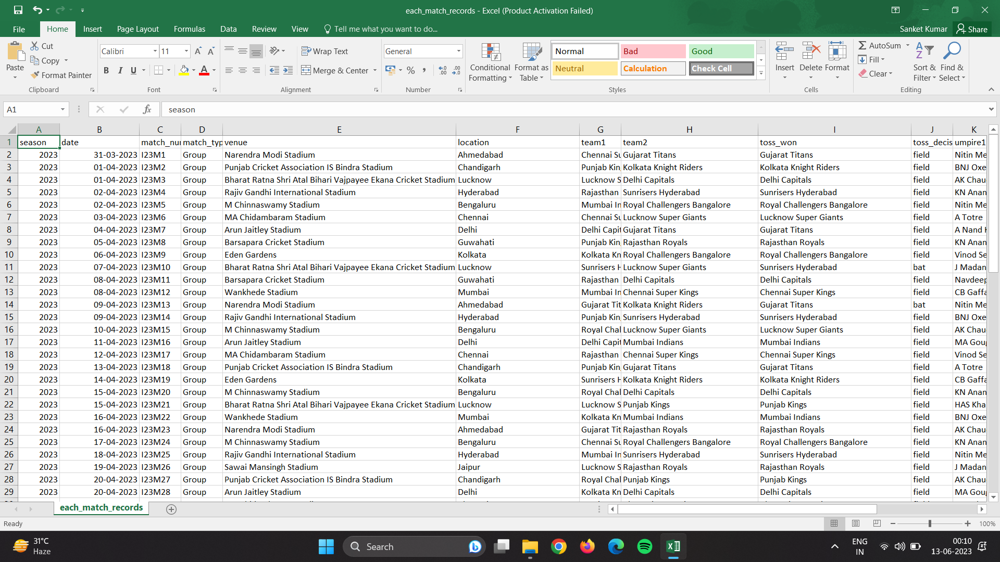 each_match_records - Excel (Product Activation Failed)
File Home Insert Page Layout Formulas Data Review View Tell me what you want to do... Sanket Kumar Share
Paste Cut Copy Format Painter Clipboard
Calibri 11 B I U Font
Wrap Text Merge & Center Alignment
General % , .00 Number
Conditional Formatting Format as Table
Normal Bad Good
Neutral Calculation Check Cell
Styles
Insert Delete Format Cells
AutoSum Fill Clear Sort & Filter Find & Select Editing
A1 fx season
A B C D E F G H I J K
1 season date match_nu match_typ venue location team1 team2 toss_won toss_decis umpire1
2 2023 31-03-2023 I23M1 Group Narendra Modi Stadium Ahmedabad Chennai Su Gujarat Titans Gujarat Titans field Nitin Me
3 2023 01-04-2023 I23M2 Group Punjab Cricket Association IS Bindra Stadium Chandigarh Punjab Kin Kolkata Knight Riders Kolkata Knight Riders field BNJ Oxe
4 2023 01-04-2023 I23M3 Group Bharat Ratna Shri Atal Bihari Vajpayee Ekana Cricket Stadium Lucknow Lucknow S Delhi Capitals Delhi Capitals field AK Chau
5 2023 02-04-2023 I23M4 Group Rajiv Gandhi International Stadium Hyderabad Rajasthan Sunrisers Hyderabad Sunrisers Hyderabad field KN Anan
6 2023 02-04-2023 I23M5 Group M Chinnaswamy Stadium Bengaluru Mumbai In Royal Challengers Bangalore Royal Challengers Bangalore field Nitin Me
7 2023 03-04-2023 I23M6 Group MA Chidambaram Stadium Chennai Chennai Su Lucknow Super Giants Lucknow Super Giants field A Totre
8 2023 04-04-2023 I23M7 Group Arun Jaitley Stadium Delhi Delhi Capit Gujarat Titans Gujarat Titans field A Nand K
9 2023 05-04-2023 I23M8 Group Barsapara Cricket Stadium Guwahati Punjab Kin Rajasthan Royals Rajasthan Royals field KN Anan
10 2023 06-04-2023 I23M9 Group Eden Gardens Kolkata Kolkata Kn Royal Challengers Bangalore Royal Challengers Bangalore field Vinod Se
11 2023 07-04-2023 I23M10 Group Bharat Ratna Shri Atal Bihari Vajpayee Ekana Cricket Stadium Lucknow Sunrisers H Lucknow Super Giants Sunrisers Hyderabad bat J Madan
12 2023 08-04-2023 I23M11 Group Barsapara Cricket Stadium Guwahati Rajasthan Delhi Capitals Delhi Capitals field Navdeep
13 2023 08-04-2023 I23M12 Group Wankhede Stadium Mumbai Mumbai In Chennai Super Kings Chennai Super Kings field CB Gaffa
14 2023 09-04-2023 I23M13 Group Narendra Modi Stadium Ahmedabad Gujarat Tit Kolkata Knight Riders Gujarat Titans bat Nitin Me
15 2023 09-04-2023 I23M14 Group Rajiv Gandhi International Stadium Hyderabad Punjab Kin Sunrisers Hyderabad Sunrisers Hyderabad field BNJ Oxe
16 2023 10-04-2023 I23M15 Group M Chinnaswamy Stadium Bengaluru Royal Chal Lucknow Super Giants Lucknow Super Giants field AK Chau
17 2023 11-04-2023 I23M16 Group Arun Jaitley Stadium Delhi Delhi Capit Mumbai Indians Mumbai Indians field MA Goug
18 2023 12-04-2023 I23M17 Group MA Chidambaram Stadium Chennai Rajasthan Chennai Super Kings Chennai Super Kings field Vinod Se
19 2023 13-04-2023 I23M18 Group Punjab Cricket Association IS Bindra Stadium Chandigarh Punjab Kin Gujarat Titans Gujarat Titans field A Totre
20 2023 14-04-2023 I23M19 Group Eden Gardens Kolkata Sunrisers H Kolkata Knight Riders Kolkata Knight Riders field CB Gaffa
21 2023 15-04-2023 I23M20 Group M Chinnaswamy Stadium Bengaluru Royal Chal Delhi Capitals Delhi Capitals field KN Anan
22 2023 15-04-2023 I23M21 Group Bharat Ratna Shri Atal Bihari Vajpayee Ekana Cricket Stadium Lucknow Lucknow S Punjab Kings Punjab Kings field HAS Kha
23 2023 16-04-2023 I23M22 Group Wankhede Stadium Mumbai Kolkata Kn Mumbai Indians Mumbai Indians field BNJ Oxe
24 2023 16-04-2023 I23M23 Group Narendra Modi Stadium Ahmedabad Gujarat Tit Rajasthan Royals Rajasthan Royals field AK Chau
25 2023 17-04-2023 I23M24 Group M Chinnaswamy Stadium Bengaluru Chennai Su Royal Challengers Bangalore Royal Challengers Bangalore field KN Anan
26 2023 18-04-2023 I23M25 Group Rajiv Gandhi International Stadium Hyderabad Mumbai In Sunrisers Hyderabad Sunrisers Hyderabad field Nitin Me
27 2023 19-04-2023 I23M26 Group Sawai Mansingh Stadium Jaipur Lucknow S Rajasthan Royals Rajasthan Royals field J Madan
28 2023 20-04-2023 I23M27 Group Punjab Cricket Association IS Bindra Stadium Chandigarh Royal Chal Punjab Kings Punjab Kings field AK Chau
29 2023 20-04-2023 I23M28 Group Arun Jaitley Stadium Delhi Kolkata Kn Delhi Capitals Delhi Capitals field MA Goug
each_match_records
Ready 100%
31°C Haze Search ENG IN 00:10 13-06-2023